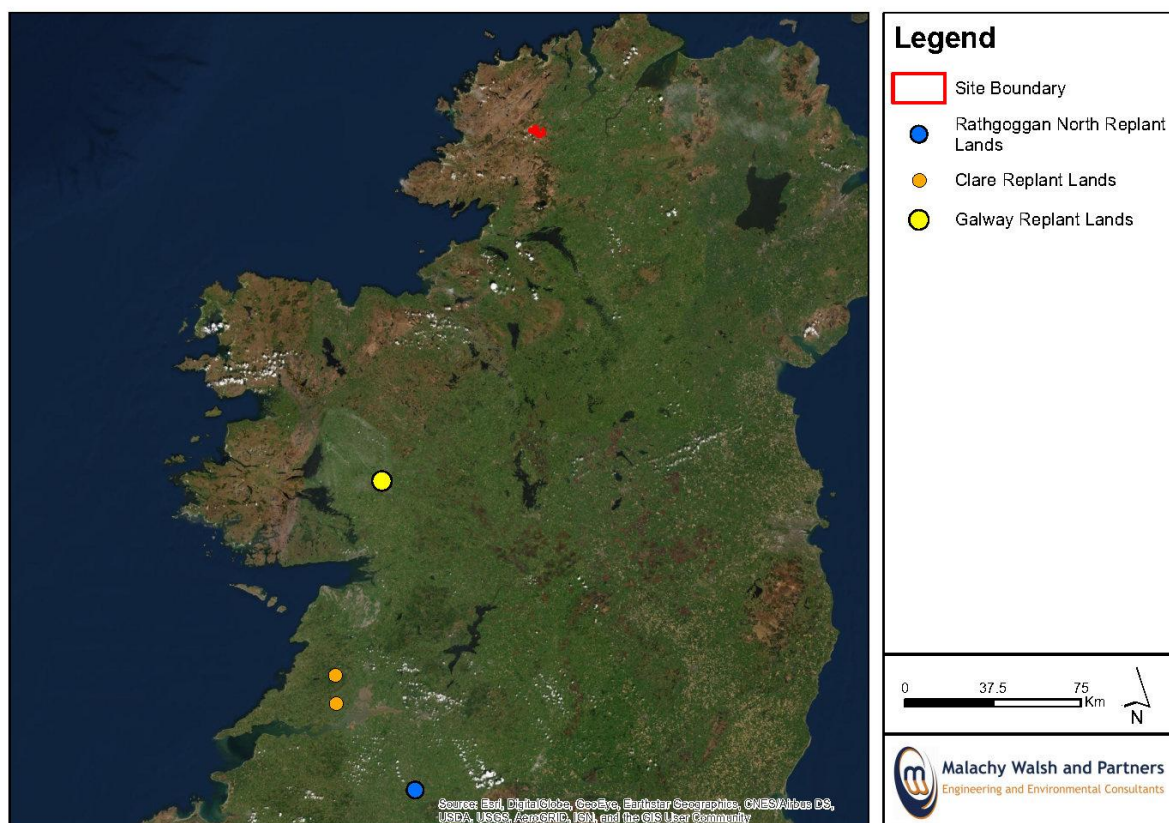 Legend
Site Boundary
Rathgoggan North Replant
Lands
Clare Replant Lands
Galway Replant Lands
0 37.5 75
Km
N
Malachy Walsh and Partners
Engineering and Environmental Consultants
Source: Esri, DigitalGlobe, GeoEye, Earthstar Geographics, CNES/Airbus DS,
USDA, USGS, AeroGRID, IGN, and the GIS User Community